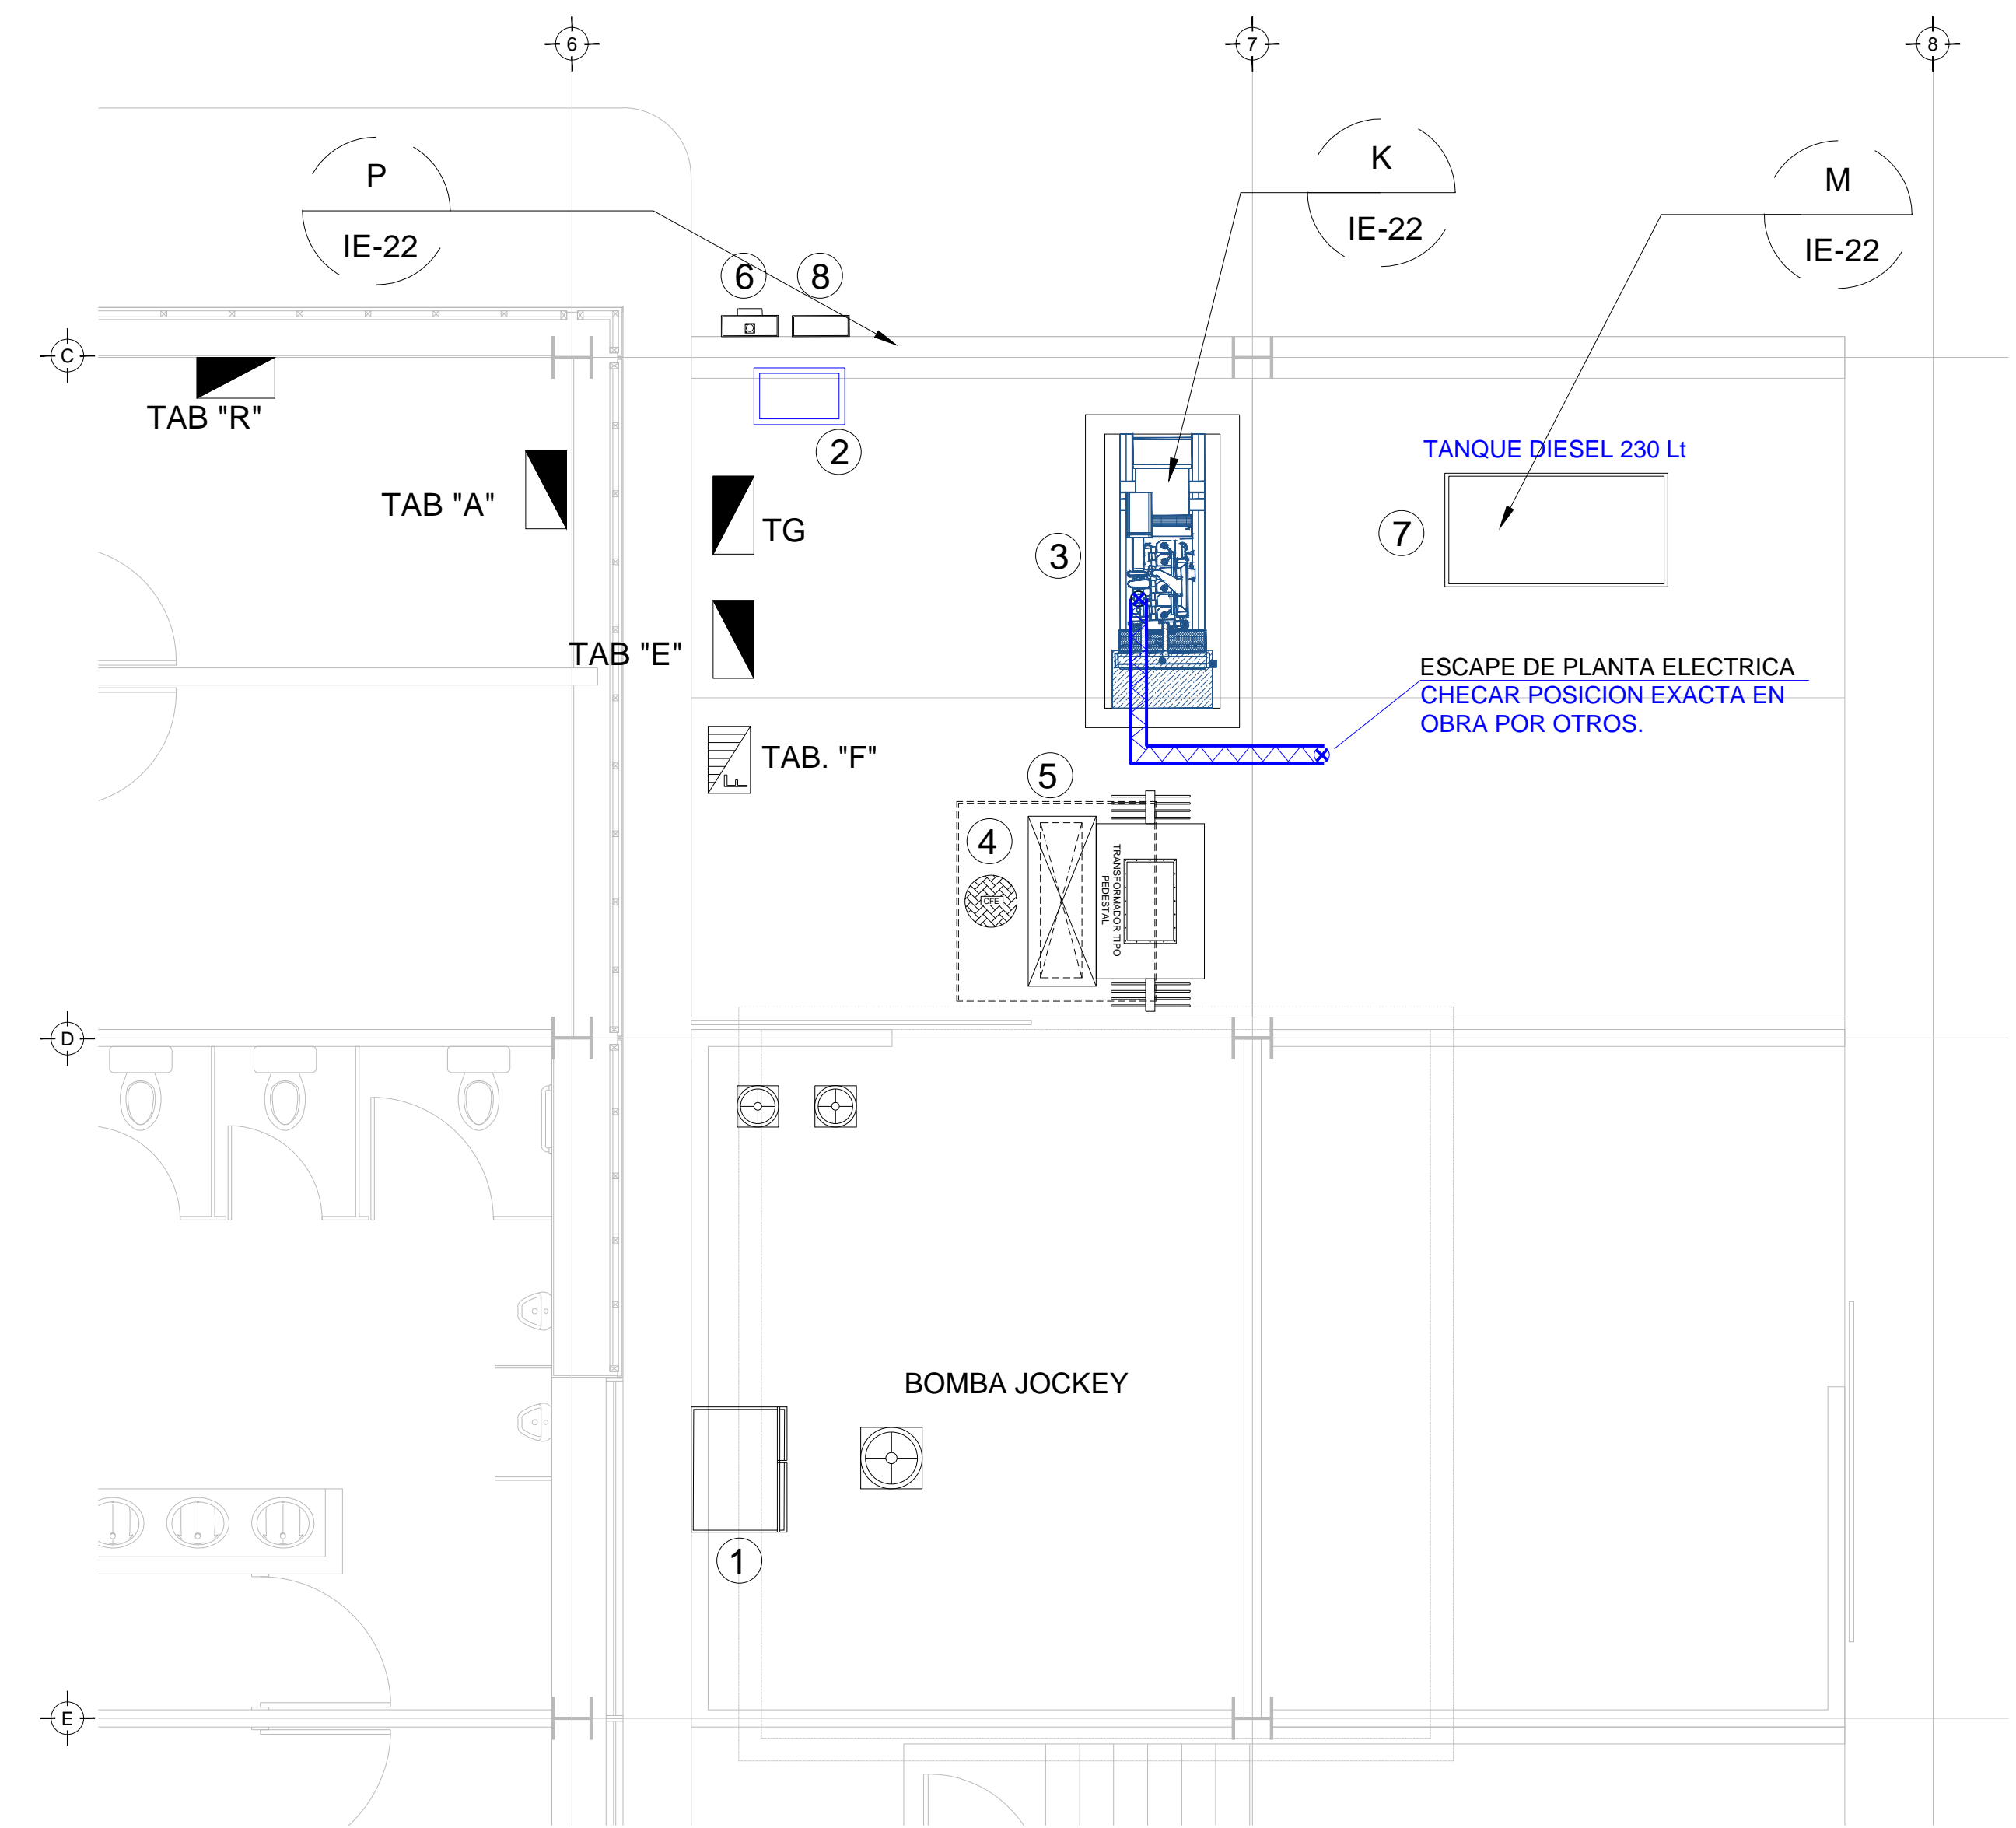 6
7
8
P
IE-22
K
IE-22
M
IE-22
6
8
C
TAB "R"
2
TAB "A"
TG
3
TANQUE DIESEL 230 Lt
7
TAB "E"
ESCAPE DE PLANTA ELECTRICA
CHECAR POSICION EXACTA EN
OBRA POR OTROS.
TAB. "F"
F
5
4
CFE
TRANSFORMADOR TIPO
PEDESTAL
D
BOMBA JOCKEY
1
E